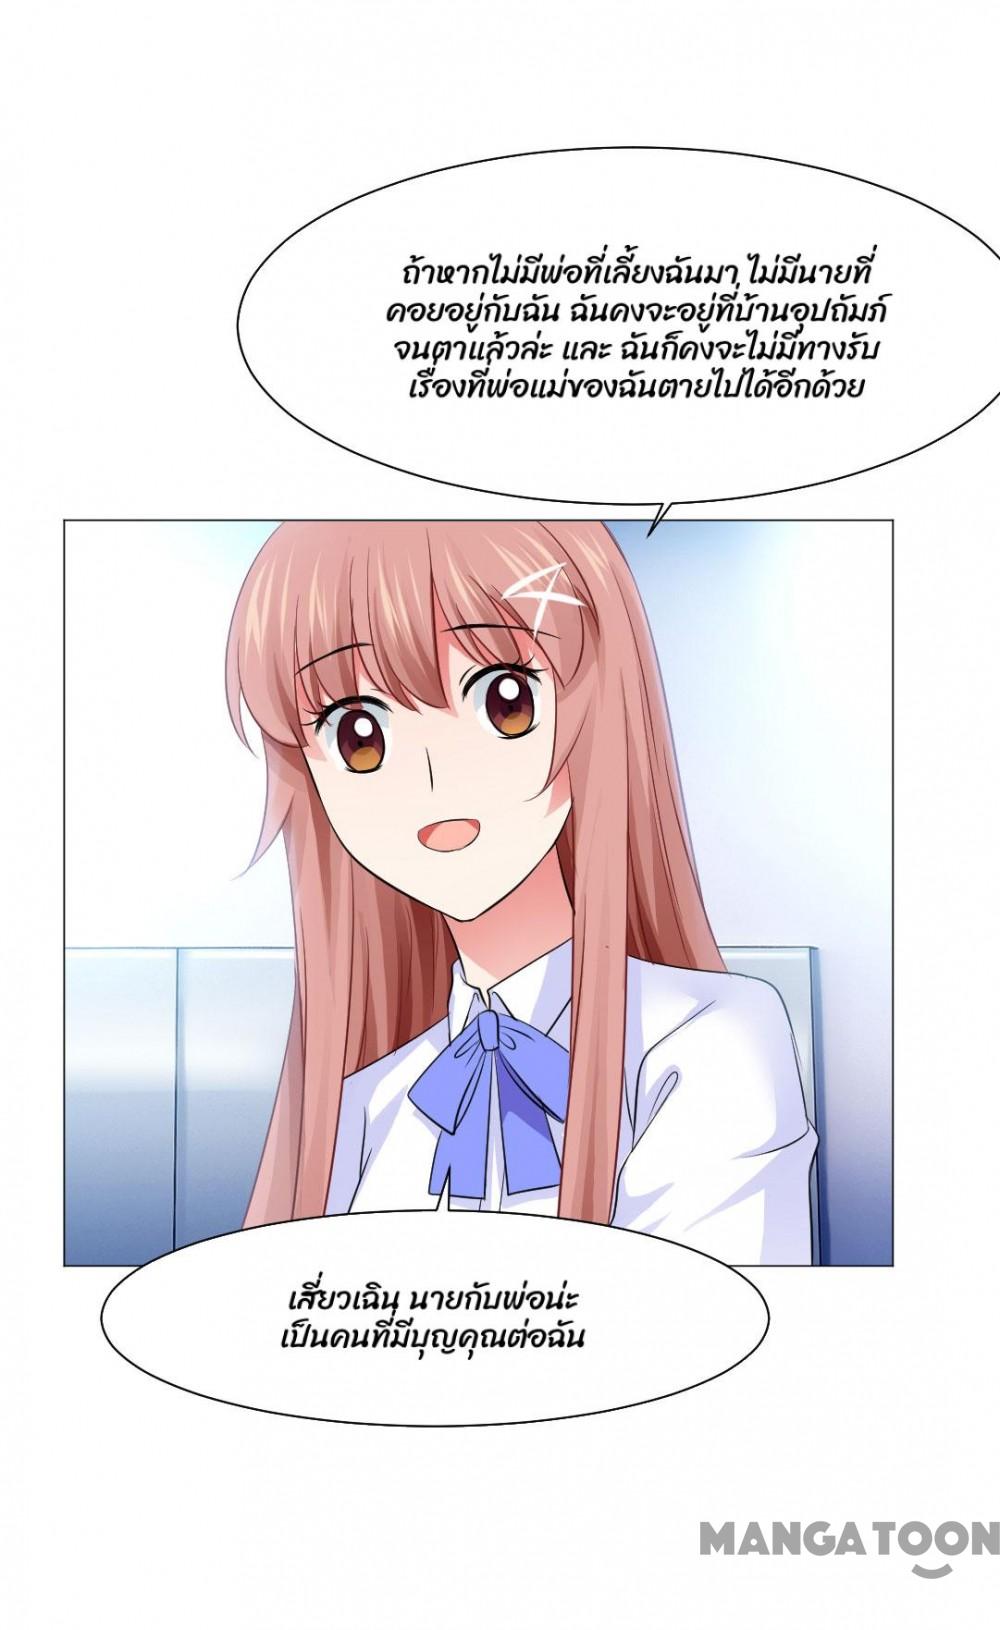 ถ้าหากไม่มีพ่อที่เลี้ยงฉันมา ไม่มีนายที่
คอยอยู่กับฉัน ฉันคงจะอยู่ที่บ้านอุปถัมภ์
จนตาแล้วล่ะ และ ฉันก็คงจะไม่มีทางรับ
เรื่องที่พ่อแม่ของฉันตายไปได้อีกด้วย
เสี่ยวเฉิน นายกับพ่อน่ะ
เป็นคนที่มีบุญคุณต่อฉัน
MANGATOON